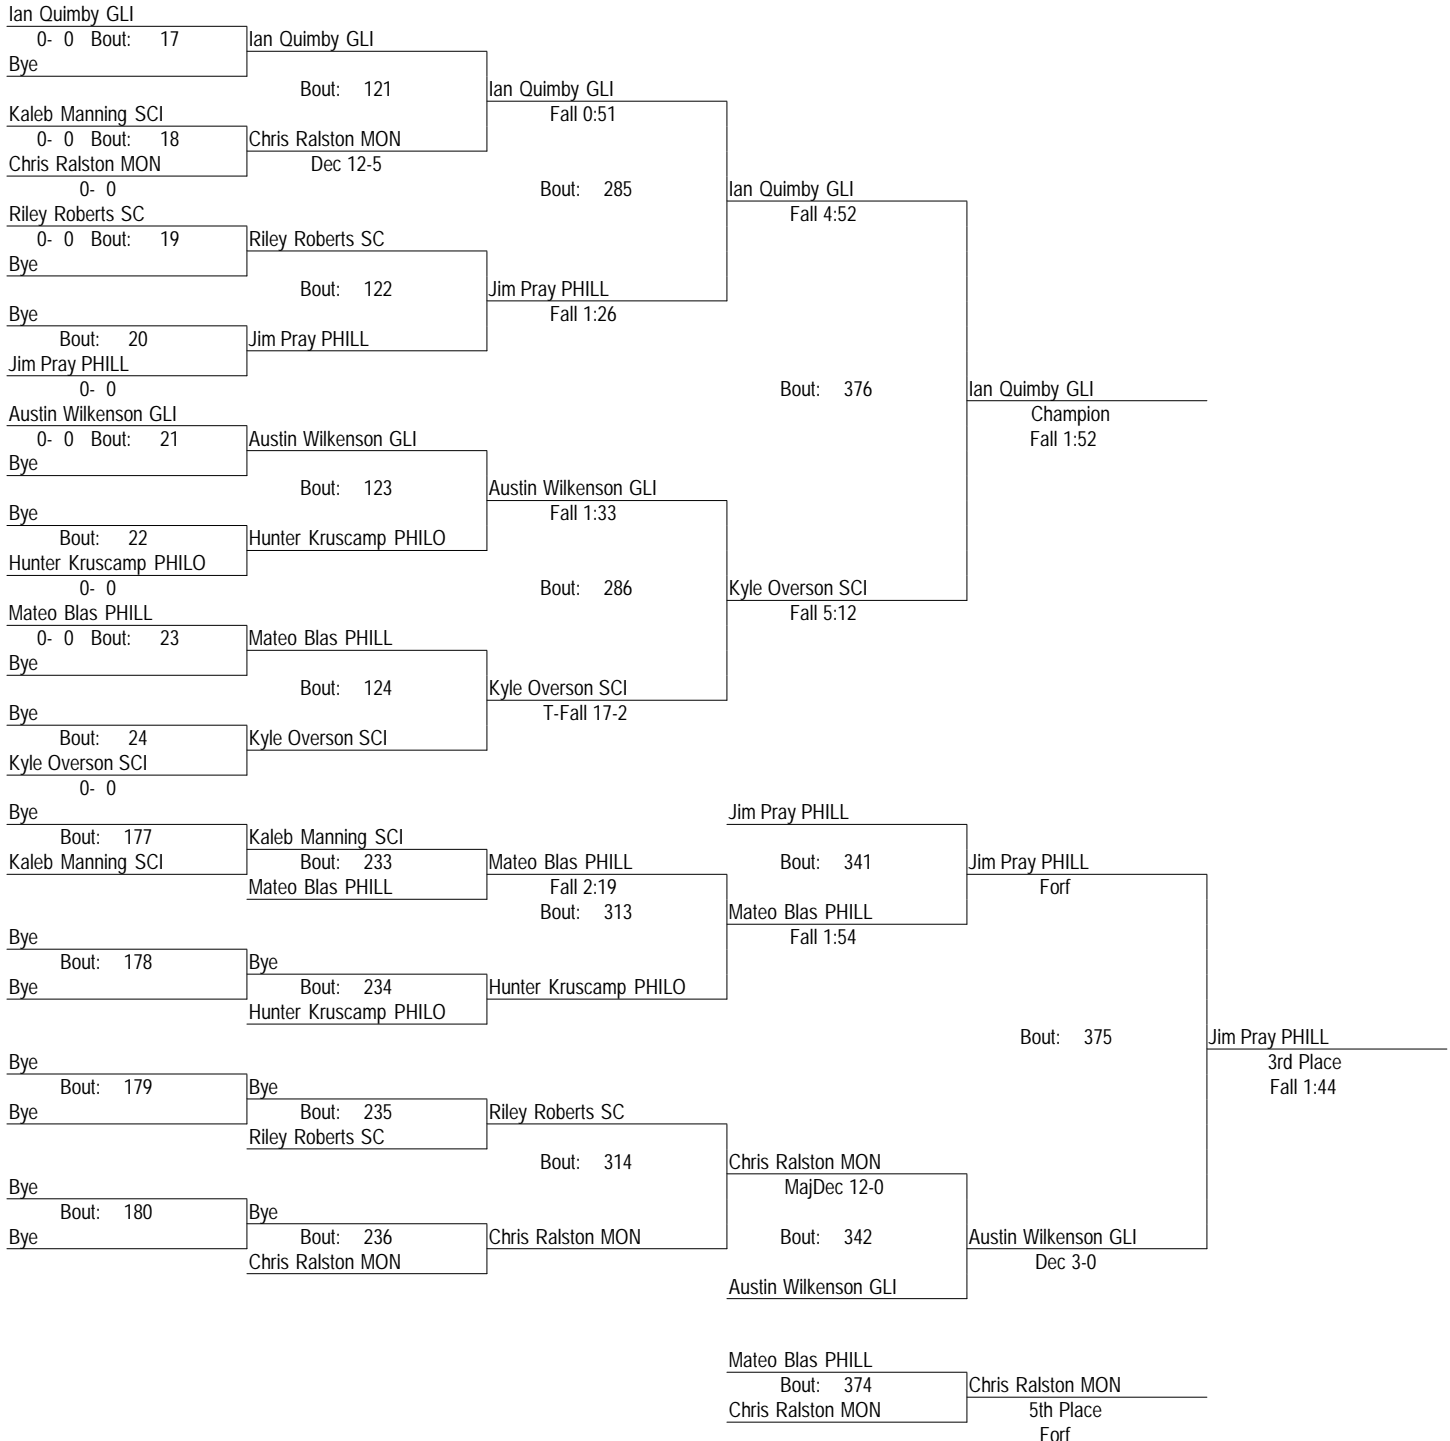 Ian Quimby GLI
0- 0 Bout: 17 Ian Quimby GLI
Bye
Bout: 121 Ian Quimby GLI
Kaleb Manning SCI Fall 0:51
0- 0 Bout: 18 Chris Ralston MON
Chris Ralston MON Dec 12-5
0- 0 Bout: 285 Ian Quimby GLI
Riley Roberts SC Fall 4:52
0- 0 Bout: 19 Riley Roberts SC
Bye
Bout: 122 Jim Pray PHILL
Bye Fall 1:26
Bout: 20 Jim Pray PHILL
Jim Pray PHILL
0- 0 Bout: 376 Ian Quimby GLI
Austin Wilkenson GLI Champion
0- 0 Bout: 21 Austin Wilkenson GLI Fall 1:52
Bye
Bout: 123 Austin Wilkenson GLI
Bye Fall 1:33
Bout: 22 Hunter Kruscamp PHILO
Hunter Kruscamp PHILO
0- 0 Bout: 286 Kyle Overson SCI
Mateo Blas PHILL Fall 5:12
0- 0 Bout: 23 Mateo Blas PHILL
Bye
Bout: 124 Kyle Overson SCI
Bye T-Fall 17-2
Bout: 24 Kyle Overson SCI
Kyle Overson SCI
0- 0
Bye Jim Pray PHILL
Bout: 177 Kaleb Manning SCI
Kaleb Manning SCI Bout: 233 Mateo Blas PHILL Bout: 341 Jim Pray PHILL
Mateo Blas PHILL Fall 2:19 Forf
Bout: 313 Mateo Blas PHILL
Bye Fall 1:54
Bout: 178 Bye
Bye Bout: 234 Hunter Kruscamp PHILO
Hunter Kruscamp PHILO
Bout: 375 Jim Pray PHILL
Bye 3rd Place
Bout: 179 Bye Fall 1:44
Bye Bout: 235 Riley Roberts SC
Riley Roberts SC
Bout: 314 Chris Ralston MON
Bye MajDec 12-0
Bout: 180 Bye
Bye Bout: 236 Chris Ralston MON Bout: 342 Austin Wilkenson GLI
Chris Ralston MON Dec 3-0
Austin Wilkenson GLI
Mateo Blas PHILL
Bout: 374 Chris Ralston MON
Chris Ralston MON 5th Place
Forf